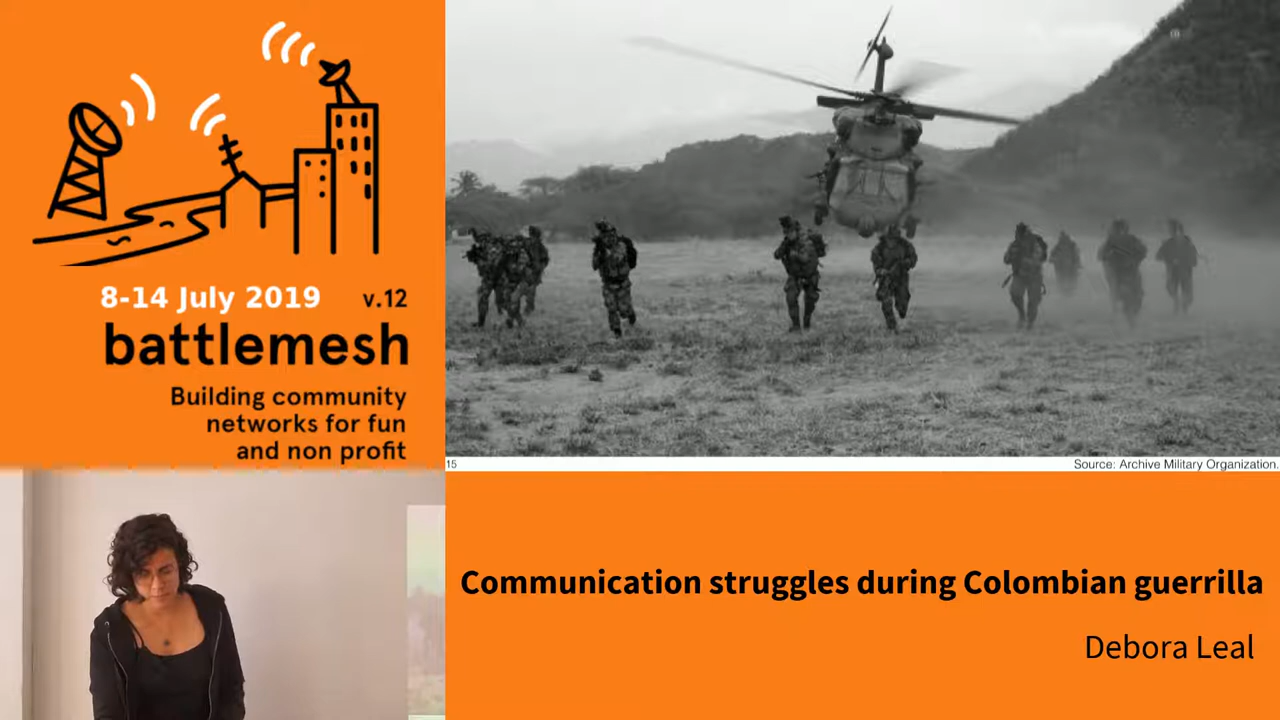 8-14 July 2019 v.12
battlemesh
Building community
networks for fun
and non profit
15 Source: Archive Military Organization.
Communication struggles during Colombian guerrilla
Debora Leal